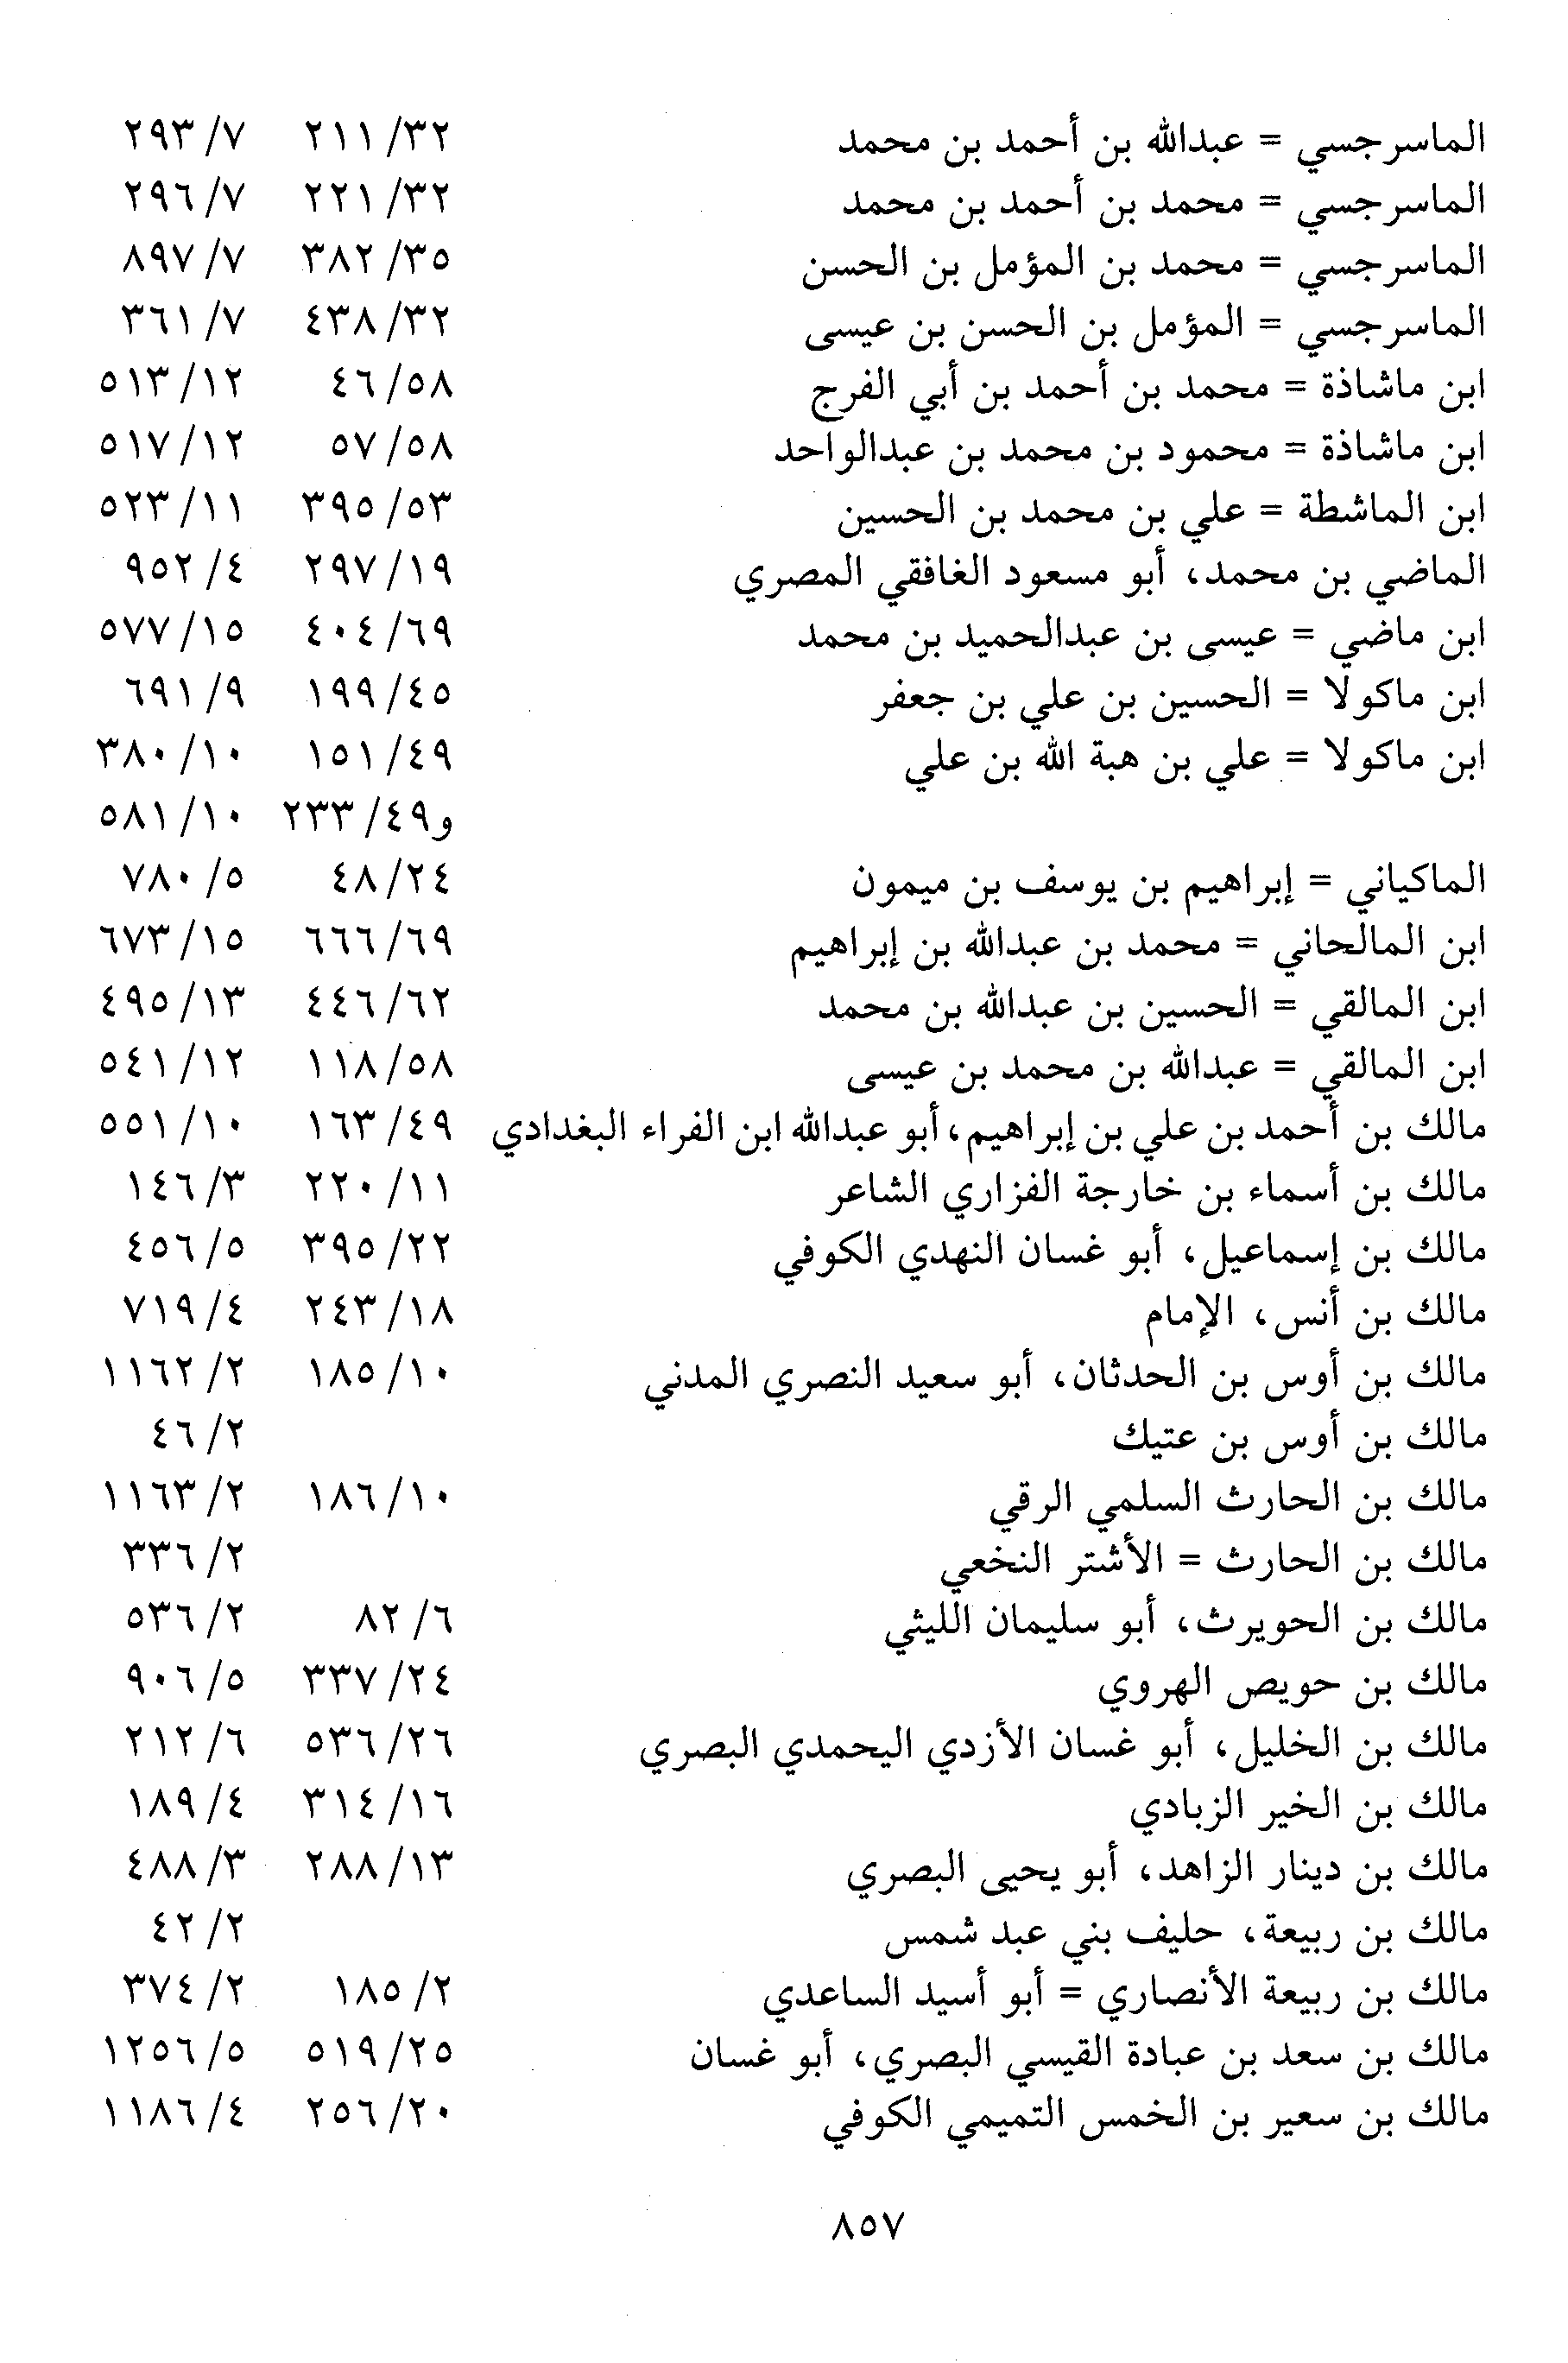 الماسرجسي = عبدالله بن أحمد بن محمد ٣٢/ ٢١١ ٧/ ٢٩٣
الماسرجسي = محمد بن أحمد بن محمد ٣٢/ ٢٢١ ٧/ ٢٩٦
الماسرجسي = محمد بن المؤمل بن الحسن ٣٥/ ٣٨٢ ٧/ ٨٩٧
الماسرجسي = المؤمل بن الحسن بن عيسى ٣٢/ ٤٣٨ ٧/ ٣٦١
ابن ماشاذة = محمد بن أحمد بن أبي الفرج ٥٨/ ٤٦ ١٢/ ٥١٣
ابن ماشاذة = محمود بن محمد بن عبدالواحد ٥٨/ ٥٧ ١٢/ ٥١٧
ابن الماشطة = علي بن محمد بن الحسين ٥٣/ ٣٩٥ ١١/ ٥٢٣
الماضي بن محمد، أبو مسعود الغافقي المصري ١٩/ ٢٩٧ ٤/ ٩٥٢
ابن ماضي = عيسى بن عبدالحميد بن محمد ٦٩/ ٤٠٤ ١٥/ ٥٧٧
ابن ماكولا = الحسين بن علي بن جعفر ٤٥/ ١٩٩ ٩/ ٦٩١
ابن ماكولا = علي بن هبة الله بن علي ٤٩/ ١٥١ ١٠/ ٣٨٠
و٤٩/ ٢٣٣ ١٠/ ٥٨١
الماكياني = إبراهيم بن يوسف بن ميمون ٢٤/ ٤٨ ٥/ ٧٨٠
ابن المالحاني = محمد بن عبدالله بن إبراهيم ٦٩/ ٦٦٦ ١٥/ ٦٧٣
ابن المالقي = الحسين بن عبدالله بن محمد ٦٢/ ٤٤٦ ١٣/ ٤٩٥
ابن المالقي = عبدالله بن محمد بن عيسى ٥٨/ ١١٨ ١٢/ ٥٤١
مالك بن أحمد بن علي بن إبراهيم، أبو عبدالله ابن الفراء البغدادي ٤٩/ ١٦٣ ١٠/ ٥٥١
مالك بن أسماء بن خارجة الفزاري الشاعر ١١/ ٢٢٠ ٣/ ١٤٦
مالك بن إسماعيل، أبو غسان النهدي الكوفي ٢٢/ ٣٩٥ ٥/ ٤٥٦
مالك بن أنس، الإمام ١٨/ ٢٤٣ ٤/ ٧١٩
مالك بن أوس بن الحدثان، أبو سعيد النصري المدني ١٠/ ١٨٥ ٢/ ١١٦٢
مالك بن أوس بن عتيك ٢/ ٤٦
مالك بن الحارث السلمي الرقي ١٠/ ١٨٦ ٢/ ١١٦٣
مالك بن الحارث = الأشتر النخعي ٢/ ٣٣٦
مالك بن الحويرث، أبو سليمان الليثي ٦/ ٨٢ ٢/ ٥٣٦
مالك بن حويص الهروي ٢٤/ ٣٣٧ ٥/ ٩٠٦
مالك بن الخليل، أبو غسان الأزدي اليحمدي البصري ٢٦/ ٥٣٦ ٦/ ٢١٢
مالك بن الخير الزبادي ١٦/ ٣١٤ ٤/ ١٨٩
مالك بن دينار الزاهد، أبو يحيى البصري ١٣/ ٢٨٨ ٣/ ٤٨٨
مالك بن ربيعة، حليف بني عبد شمس ٢/ ٤٢
مالك بن ربيعة الأنصاري = أبو أسيد الساعدي ٢/ ١٨٥ ٢/ ٣٧٤
مالك بن سعد بن عبادة القيسي البصري، أبو غسان ٢٥/ ٥١٩ ٥/ ١٢٥٦
مالك بن سعير بن الخمس التميمي الكوفي ٢٠/ ٢٥٦ ٤/ ١١٨٦
٨٥٧